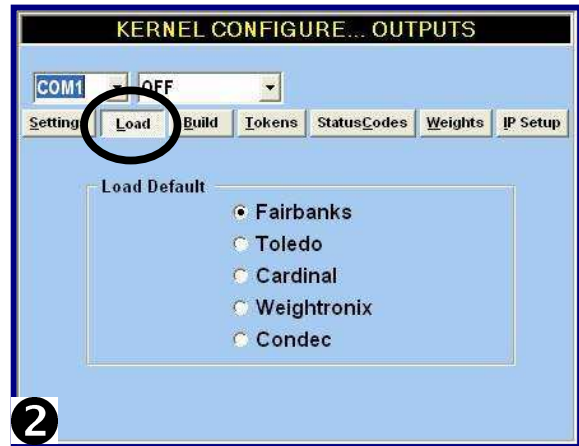 KERNEL CONFIGURE... OUTPUTS
COM1 OFF
Settings Load Build Tokens StatusCodes Weights IP Setup
Load Default
Fairbanks
Toledo
Cardinal
Weightronix
Condec
2